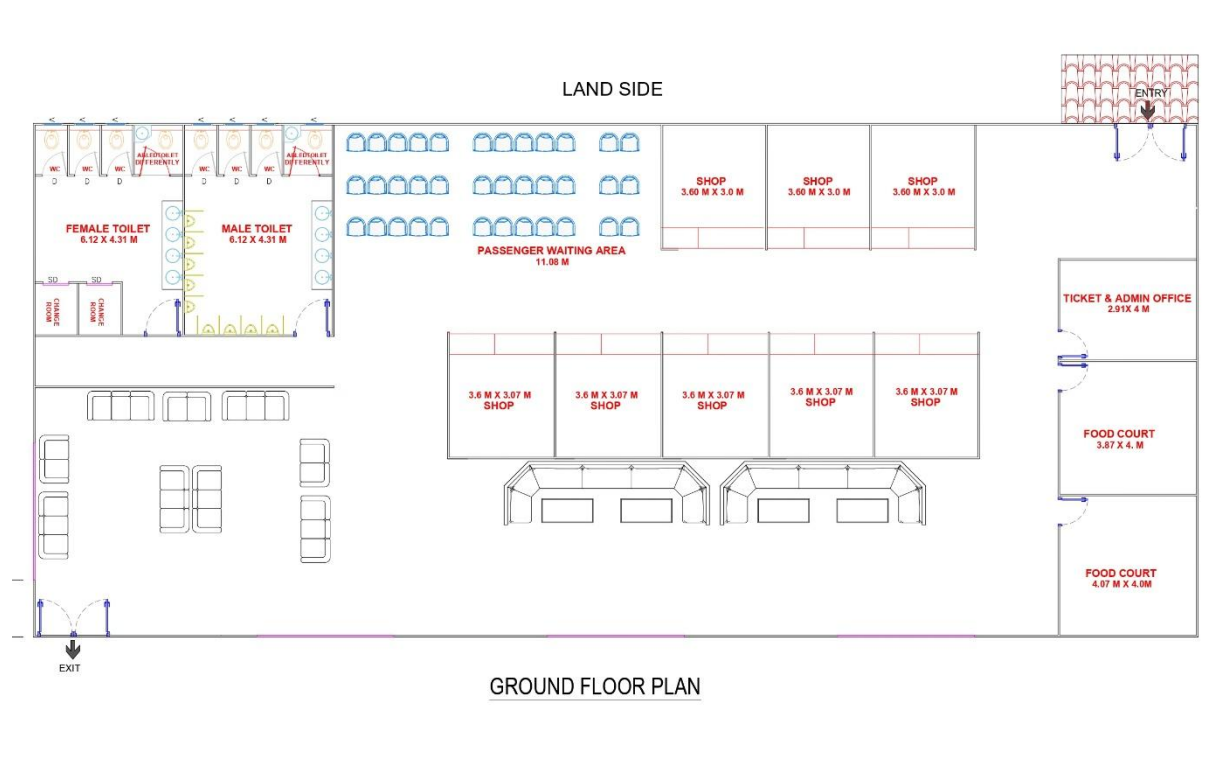 LAND SIDE
ENTRY
V V V V V V V
WC
WC
WC
ABLEDTOILET
DIFFERENTLY
WC
WC
WC
ABLEDTOILET
DIFFERENTLY
D D D D D D
SHOP
3.60 M X 3.0 M
SHOP
3.60 M X 3.0 M
SHOP
3.60 M X 3.0 M
FEMALE TOILET
6.12 X 4.31 M
MALE TOILET
6.12 X 4.31 M
PASSENGER WAITING AREA
11.08 M
SD SD
CHANGE
ROOM
CHANGE
ROOM
TICKET & ADMIN OFFICE
2.91X 4 M
3.6 M X 3.07 M
SHOP
3.6 M X 3.07 M
SHOP
3.6 M X 3.07 M
SHOP
3.6 M X 3.07 M
SHOP
3.6 M X 3.07 M
SHOP
FOOD COURT
3.87 X 4. M
FOOD COURT
4.07 M X 4.0M
EXIT
GROUND FLOOR PLAN